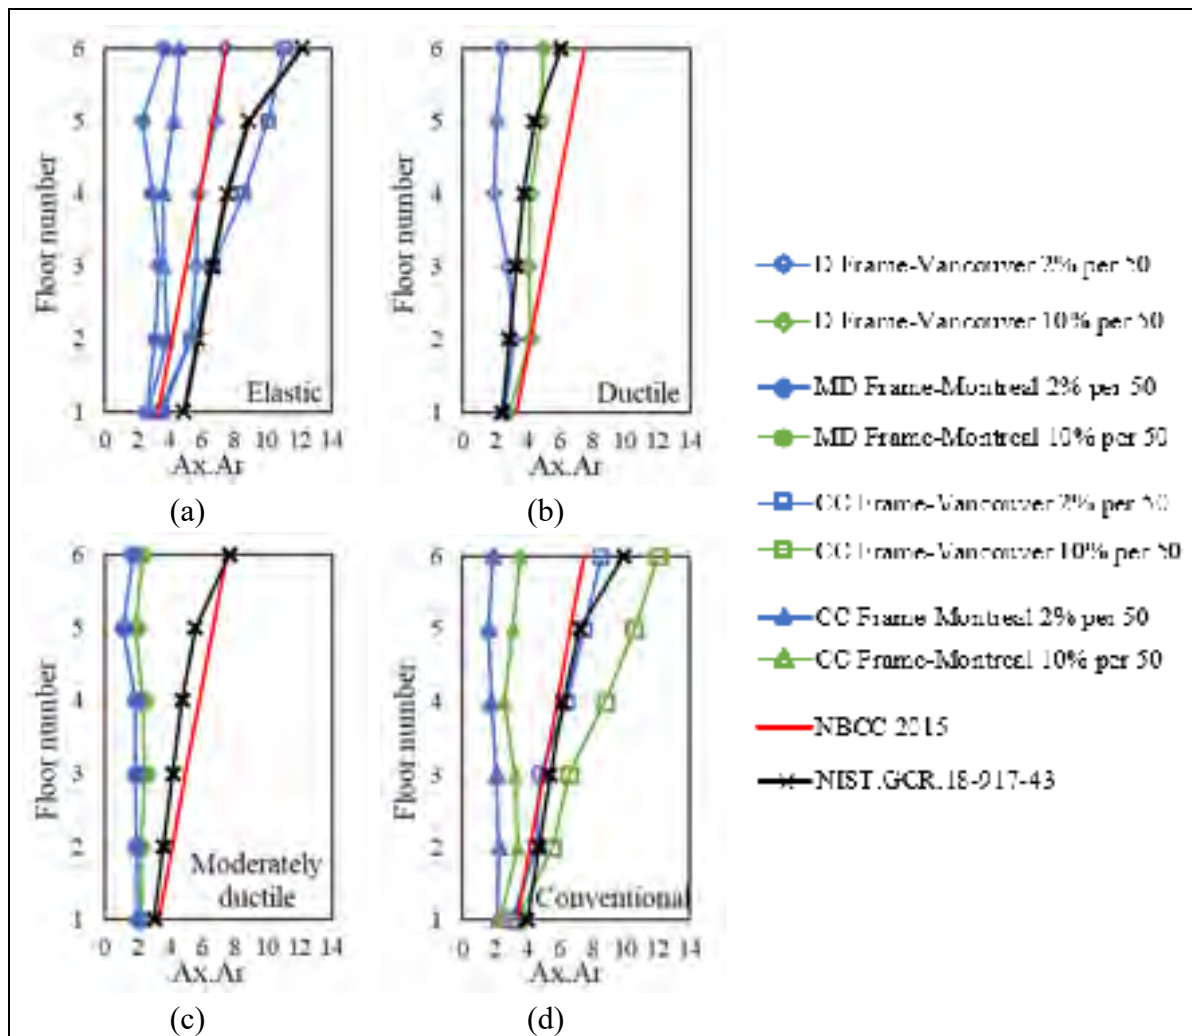 6
5
4
3
2
1
Floor number
0 2 4 6 8 10 12 14
Ax.Ar
Elastic
(a)
6
5
4
3
2
1
Floor number
0 2 4 6 8 10 12 14
Ax.Ar
Ductile
(b)
6
5
4
3
2
1
Floor number
0 2 4 6 8 10 12 14
Ax.Ar
Moderately
ductile
(c)
6
5
4
3
2
1
Floor number
0 2 4 6 8 10 12 14
Ax.Ar
Conventional
(d)
D Frame-Vancouver 2% per 50
D Frame-Vancouver 10% per 50
MD Frame-Montreal 2% per 50
MD Frame-Montreal 10% per 50
CC Frame-Vancouver 2% per 50
CC Frame-Vancouver 10% per 50
CC Frame-Montreal 2% per 50
CC Frame-Montreal 10% per 50
NBCC 2015
NIST.GCR.18-917-43